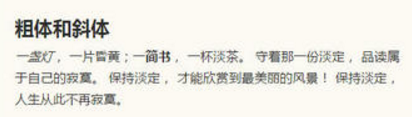 粗体和斜体
一盏灯，一片昏黄；一简书，一杯淡茶。 守着那一份淡定， 品读属
于自己的寂寞。 保持淡定， 才能欣赏到最美丽的风景！ 保持淡定，
人生从此不再寂寞。